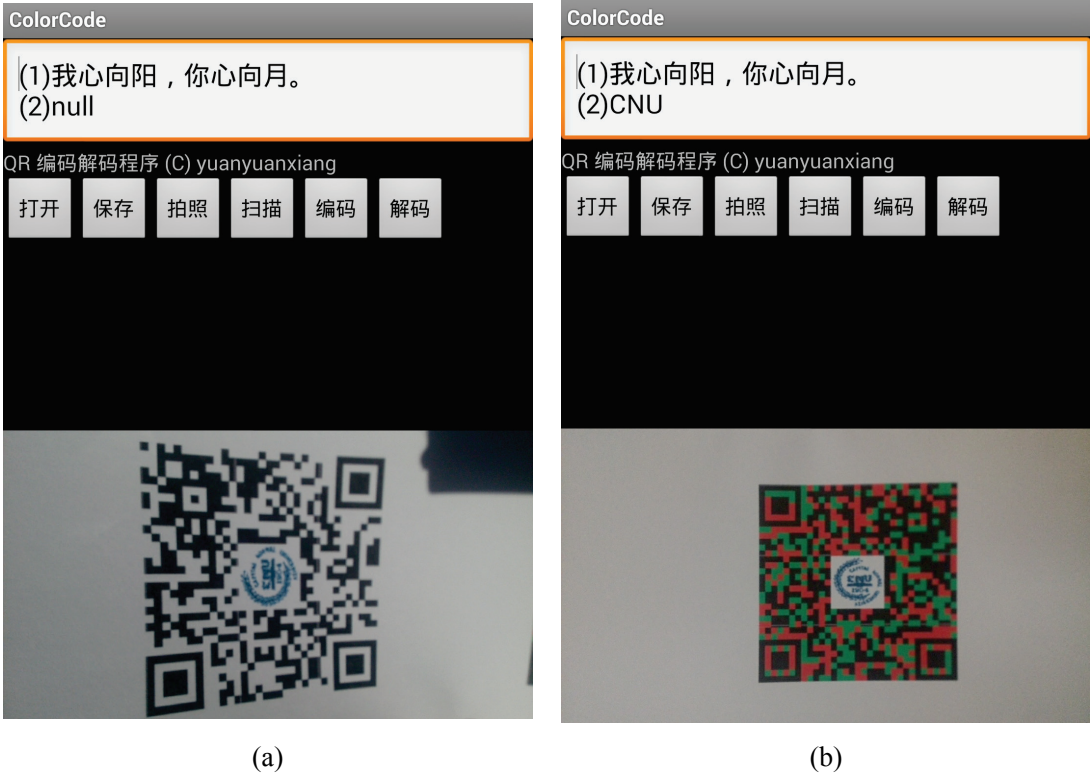 ColorCode
(1)我心向阳，你心向月。
(2)null
QR 编码解码程序 (C) yuanyuanxiang
打开 保存 拍照 扫描 编码 解码
(a)
ColorCode
(1)我心向阳，你心向月。
(2)CNU
QR 编码解码程序 (C) yuanyuanxiang
打开 保存 拍照 扫描 编码 解码
CNU
(b)